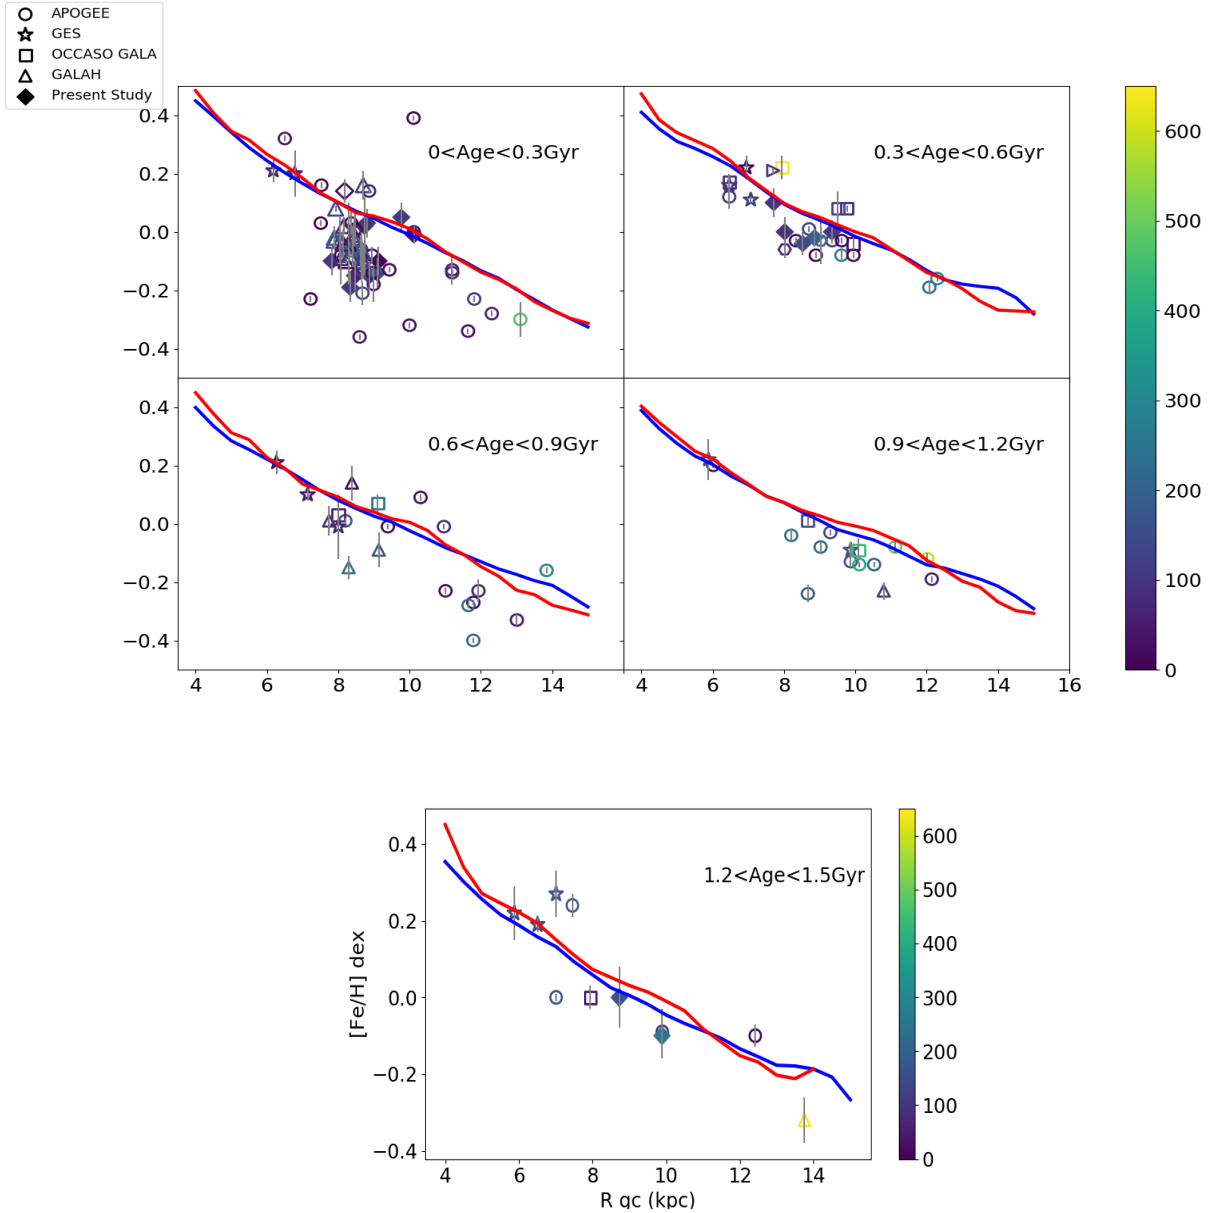 APOGEE
GES
OCCASO GALA
GALAH
Present Study
0.4
0.2
0.0
−0.2
−0.4
0<Age<0.3Gyr
0.3<Age<0.6Gyr
600
500
400
300
200
100
0
0.4
0.2
0.0
−0.2
−0.4
0.6<Age<0.9Gyr
0.9<Age<1.2Gyr
4 6 8 10 12 14
4 6 8 10 12 14 16
[Fe/H] dex
0.4
0.2
0.0
−0.2
−0.4
1.2<Age<1.5Gyr
4 6 8 10 12 14
R gc (kpc)
600
500
400
300
200
100
0